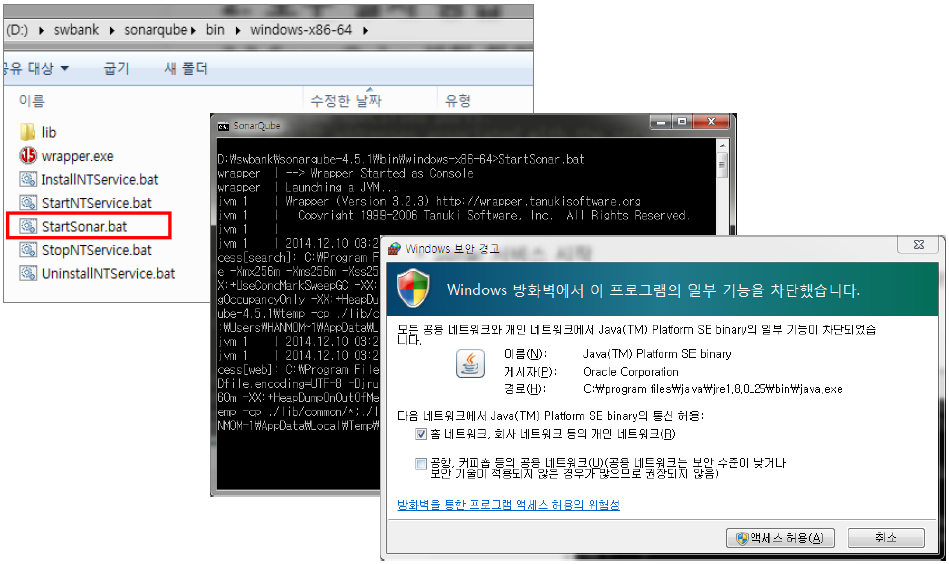 (D:) ▸ swbank ▸ sonarqube ▸ bin ▸ windows-x86-64 ▸
공유 대상 ▼ 굽기 새 폴더
이름 수정한 날짜 유형
lib
wrapper.exe
InstallNTService.bat
StartNTService.bat
StartSonar.bat
StopNTService.bat
UninstallNTService.bat
SonarQube
D:\swbank\sonarqube-4.5.1\bin\windows-x86-64>StartSonar.bat
wrapper | --> Wrapper Started as Console
wrapper | Launching a JVM...
jvm 1 | Wrapper (Version 3.2.3) http://wrapper.tanukisoftware.org
jvm 1 | Copyright 1999-2006 Tanuki Software, Inc. All Rights Reserved.
jvm 1 |
jvm 1 | 2014.12.10 03:2
cess[search]: C:\Program F
e -Xmx256m -Xms256m -Xss25
X:+UseConcMarkSweepGC -XX:
gOccupancyOnly -XX:+HeapDu
ube-4.5.1\temp -cp ./lib/c
:\Users\HANMOM~1\AppData\L
jvm 1 | 2014.12.10 03:2
jvm 1 | 2014.12.10 03:2
cess[web]: C:\Program File
Dfile.encoding=UTF-8 -Djru
60m -XX:+HeapDumpOnOutOfMe
emp -cp ./lib/common/*;./l
NMOM~1\AppData\Local\Temp\
Windows 보안 경고
Windows 방화벽에서 이 프로그램의 일부 기능을 차단했습니다.
모든 공용 네트워크와 개인 네트워크에서 Java(TM) Platform SE binary의 일부 기능이 차단되었습
니다.
이름(N): Java(TM) Platform SE binary
게시자(P): Oracle Corporation
경로(H): C:\program files\java\jre1.8.0_25\bin\java.exe
다음 네트워크에서 Java(TM) Platform SE binary의 통신 허용:
홈 네트워크, 회사 네트워크 등의 개인 네트워크(R)
공항, 커피숍 등의 공용 네트워크(U)(공용 네트워크는 보안 수준이 낮거나
보안 기술이 적용되지 않은 경우가 많으므로 권장되지 않음)
방화벽을 통한 프로그램 액세스 허용의 위험성
액세스 허용(A) 취소